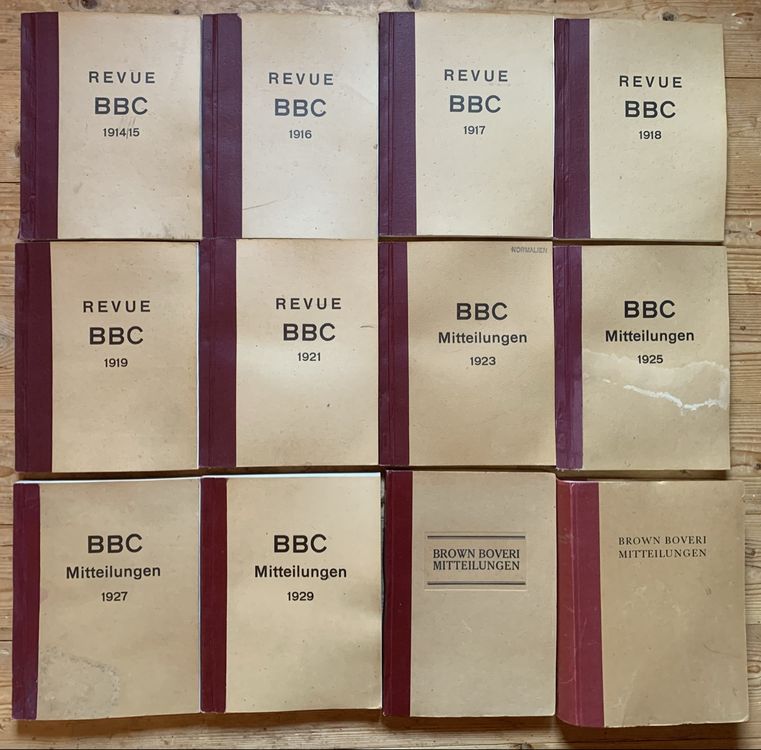 REVUE
BBC
1914/15
REVUE
BBC
1916
REVUE
BBC
1917
REVUE
BBC
1918
REVUE
BBC
1919
REVUE
BBC
1921
NORMALIEN
BBC
Mitteilungen
1923
BBC
Mitteilungen
1925
BBC
Mitteilungen
1927
BBC
Mitteilungen
1929
BROWN BOVERI
MITTEILUNGEN
BROWN BOVERI
MITTEILUNGEN